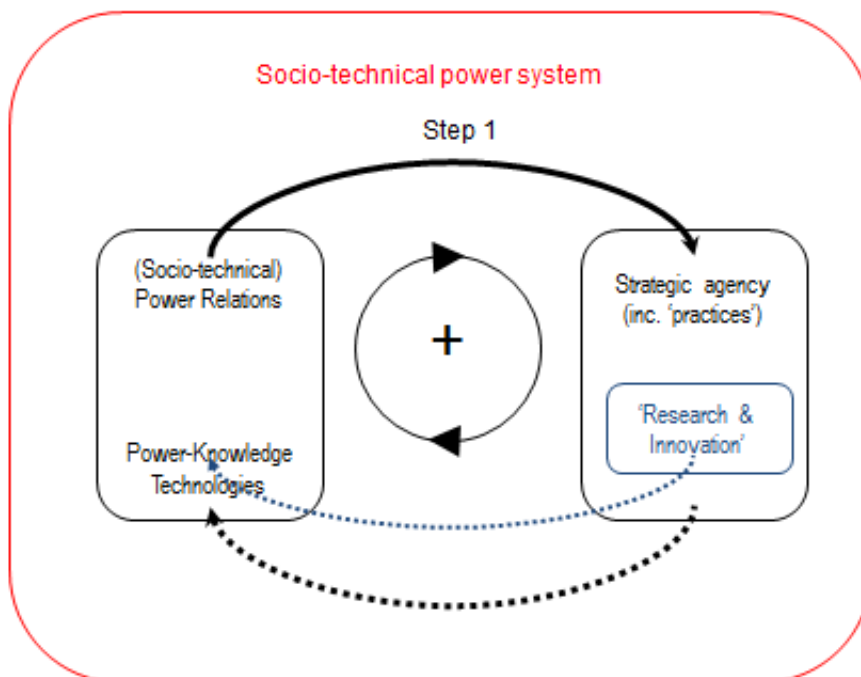 Socio-technical power system
Step 1
(Socio-technical)
Power Relations
Strategic agency
(inc. ‘practices’)
+
‘Research &
Innovation’
Power-Knowledge
Technologies